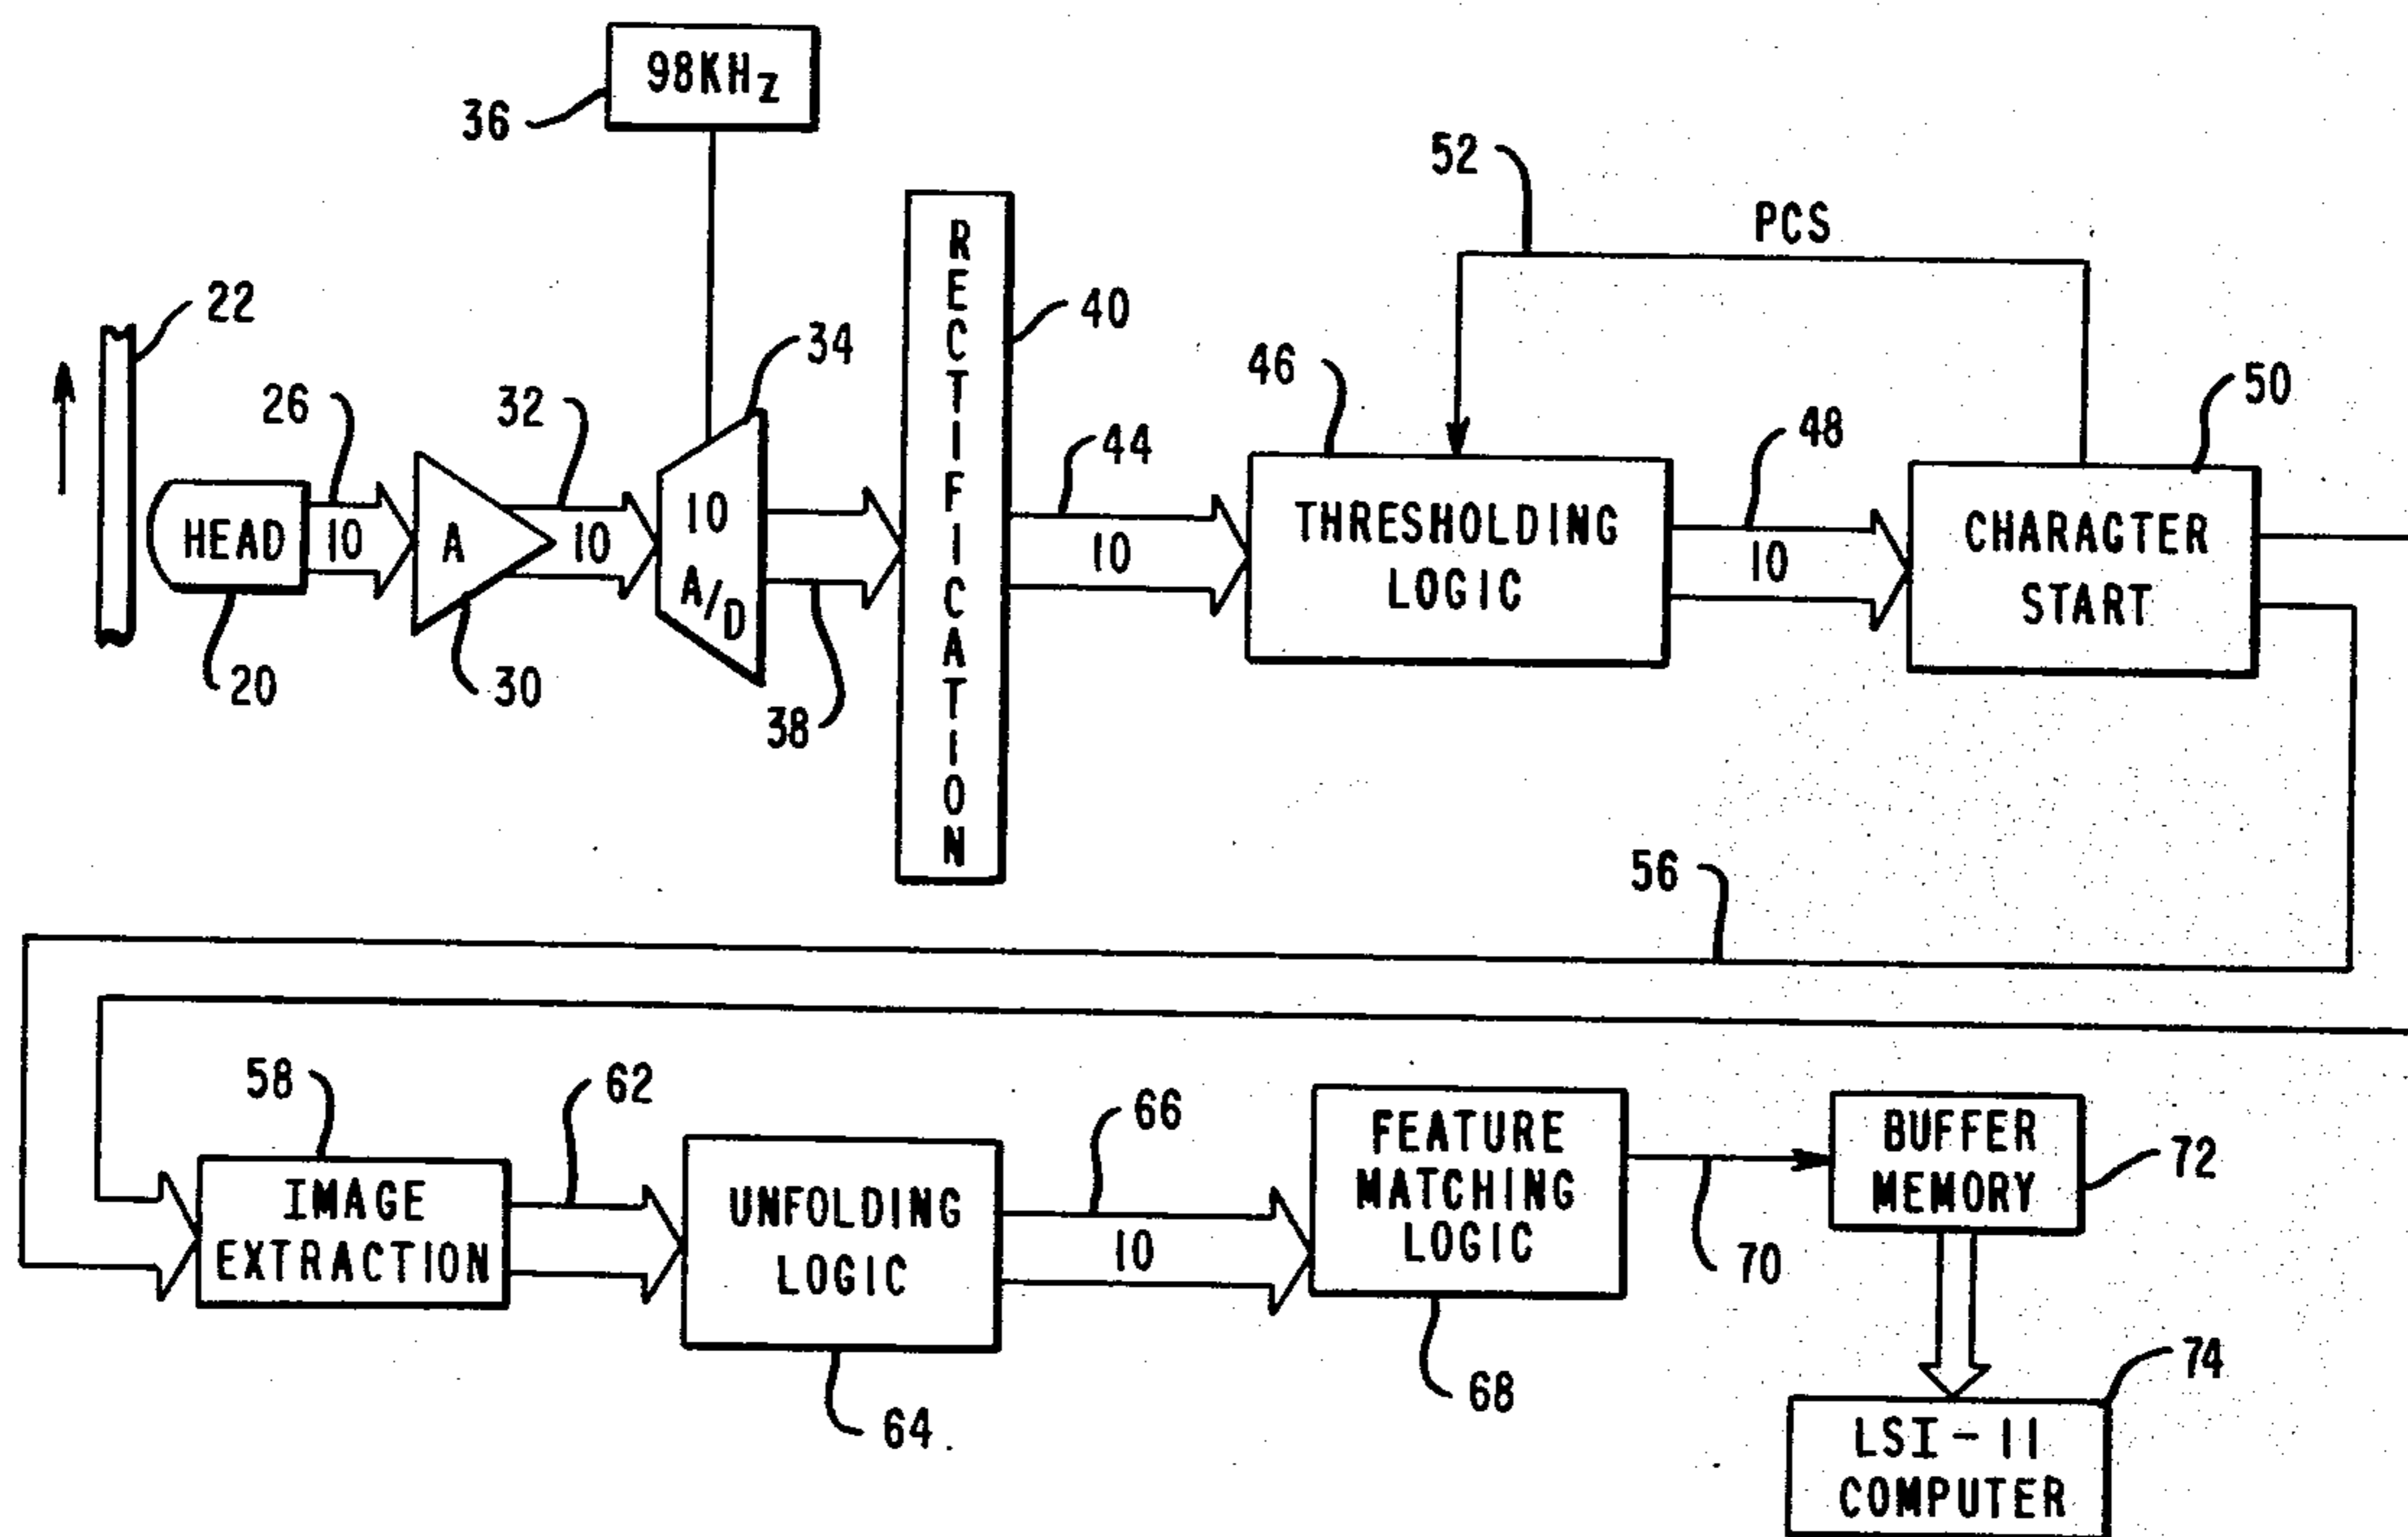 98KHz
36
52
PCS
22
40
34
46
50
26
32
44
48
HEAD
10
A
10
10
A/D
RECTIFICATION
10
THRESHOLDING
LOGIC
10
CHARACTER
START
20
30
38
56
58
62
66
FEATURE
MATCHING
LOGIC
BUFFER
MEMORY
72
IMAGE
EXTRACTION
UNFOLDING
LOGIC
10
70
68
64
74
LSI-11
COMPUTER